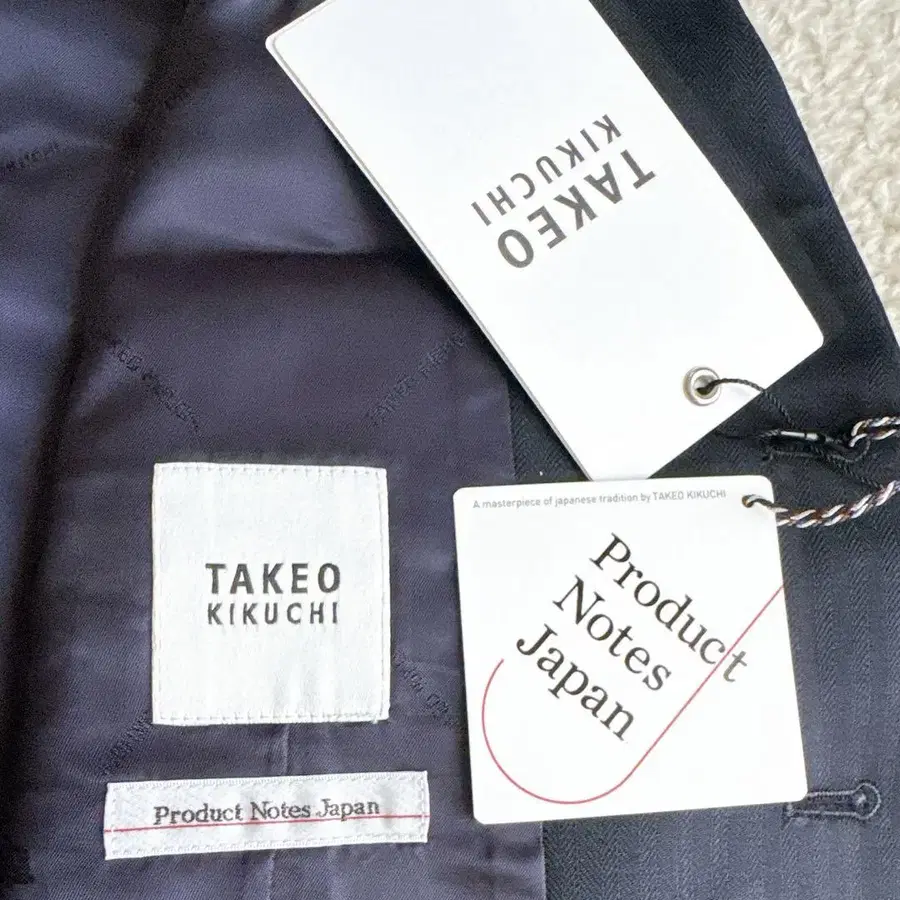 TAKEO
KIKUCHI
A masterpiece of japanese tradition by TAKEO KIKUCHI
Product
Notes
Japan
TAKEO
KIKUCHI
Product Notes Japan